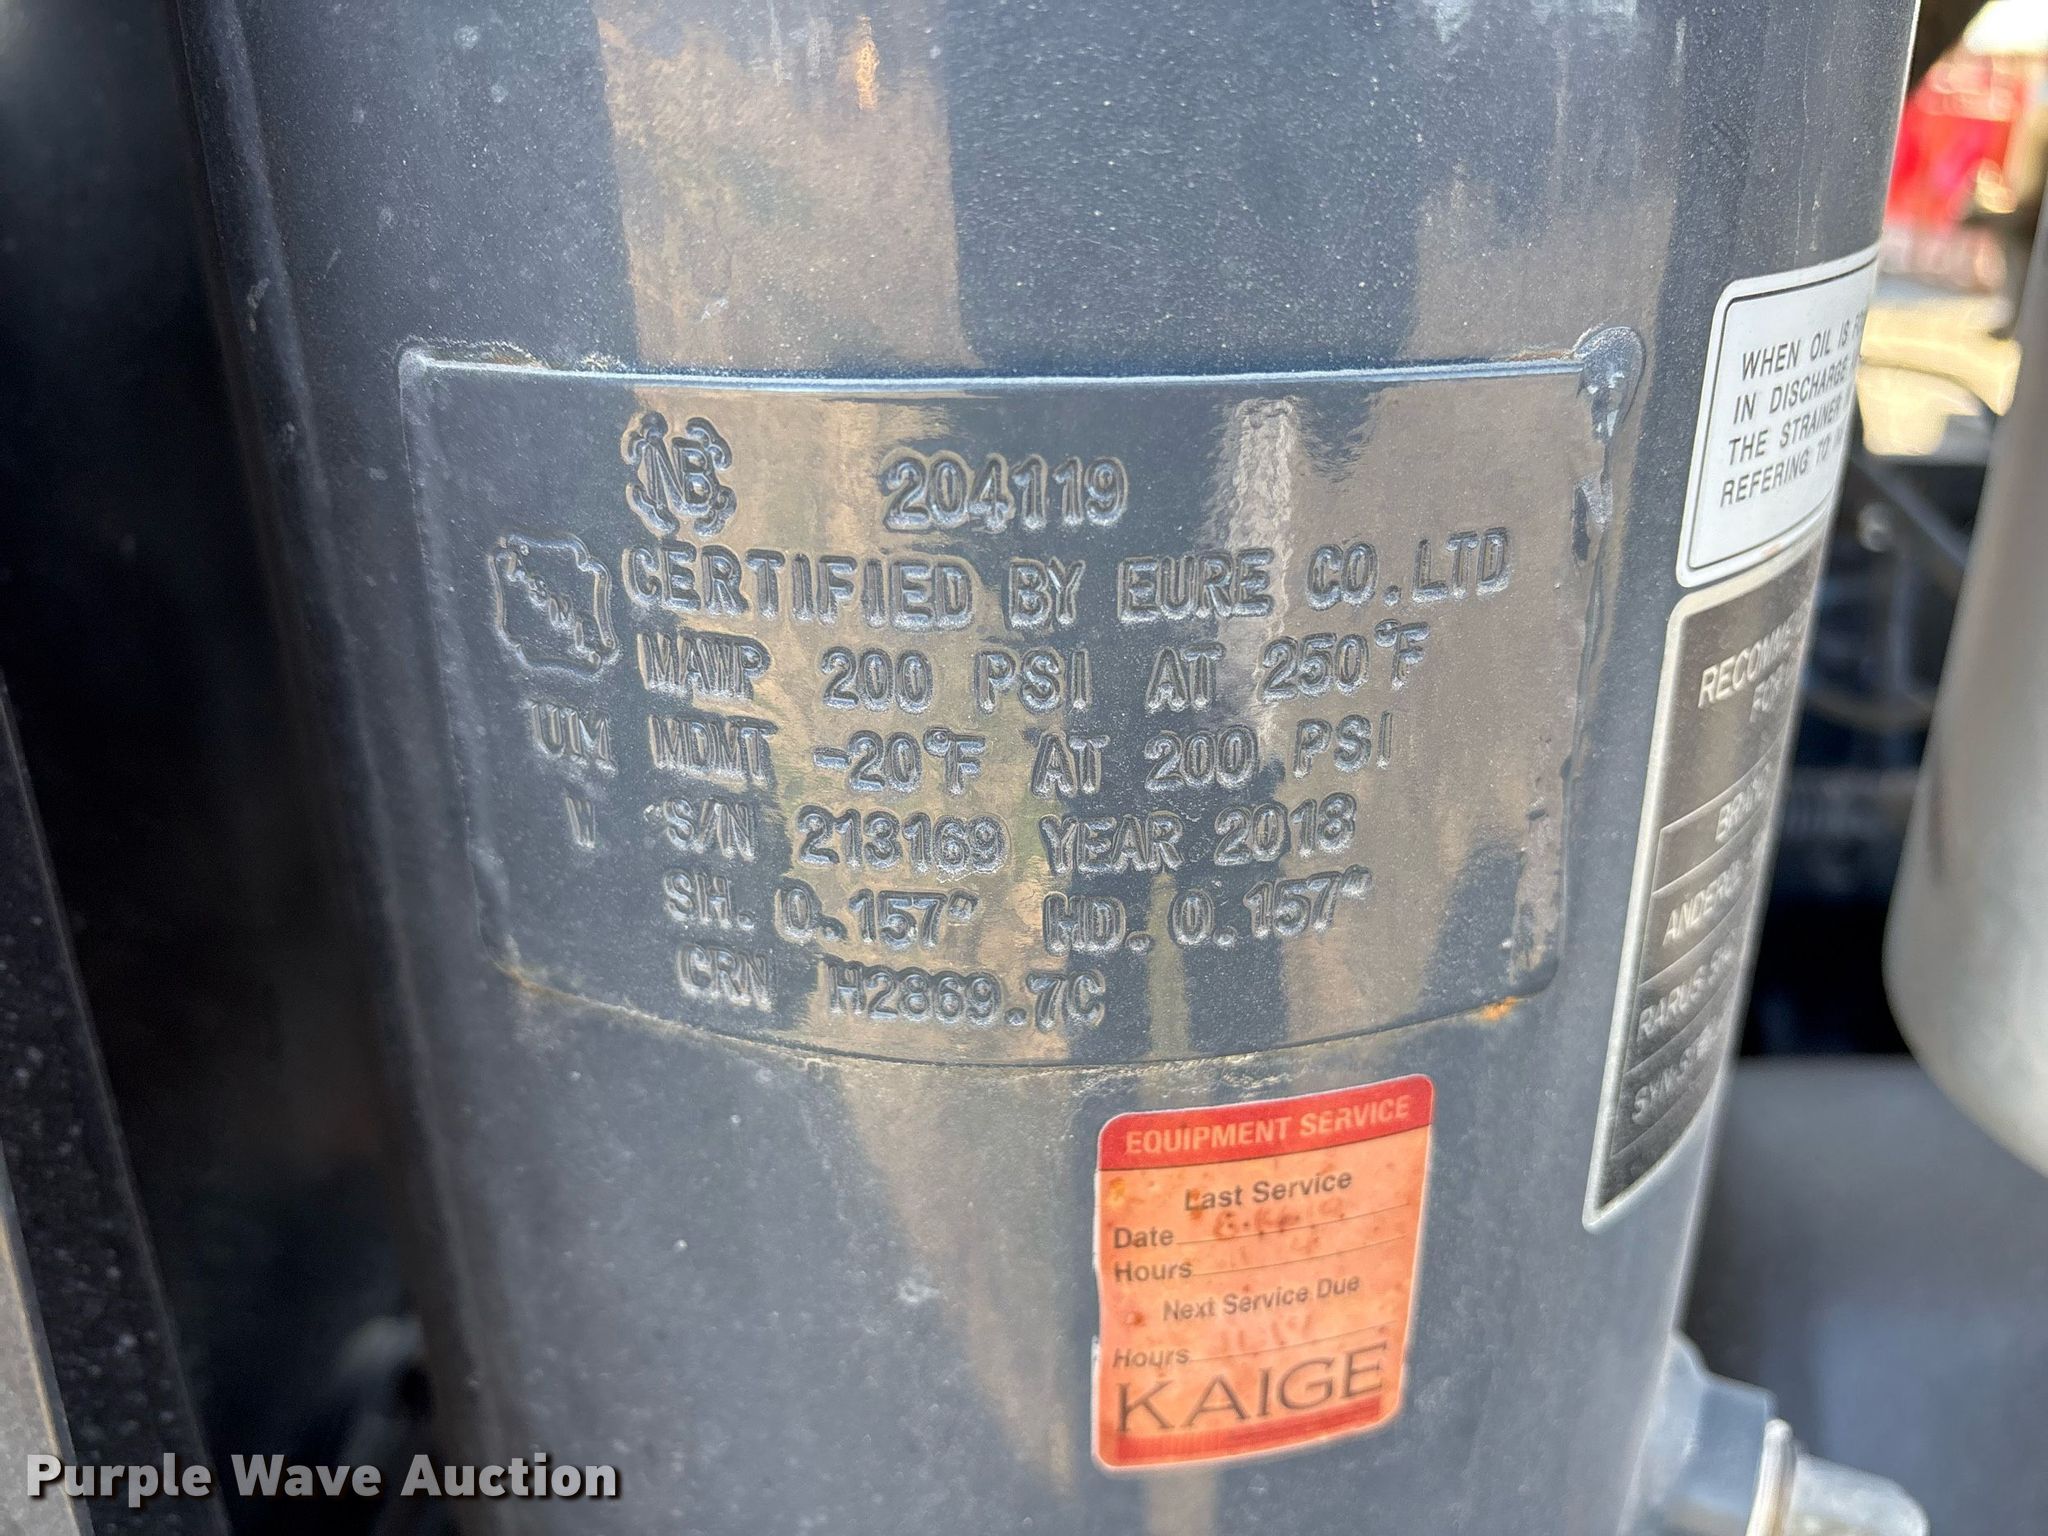 NB 204119
CERTIFIED BY EURE CO.,LTD
MAWP 200 PSI AT 250°F
UM MDMT -20°F AT 200 PSI
W S/N 213169 YEAR 2018
SH. 0.157" HD. 0.157"
CRN H2869.7C
WHEN OIL IS
IN DISCHARGE
THE STRAINER
REFERING TO
ANDEROL
EQUIPMENT SERVICE
Last Service
Date
Hours
Next Service Due
Hours
KAIGE
Purple Wave Auction